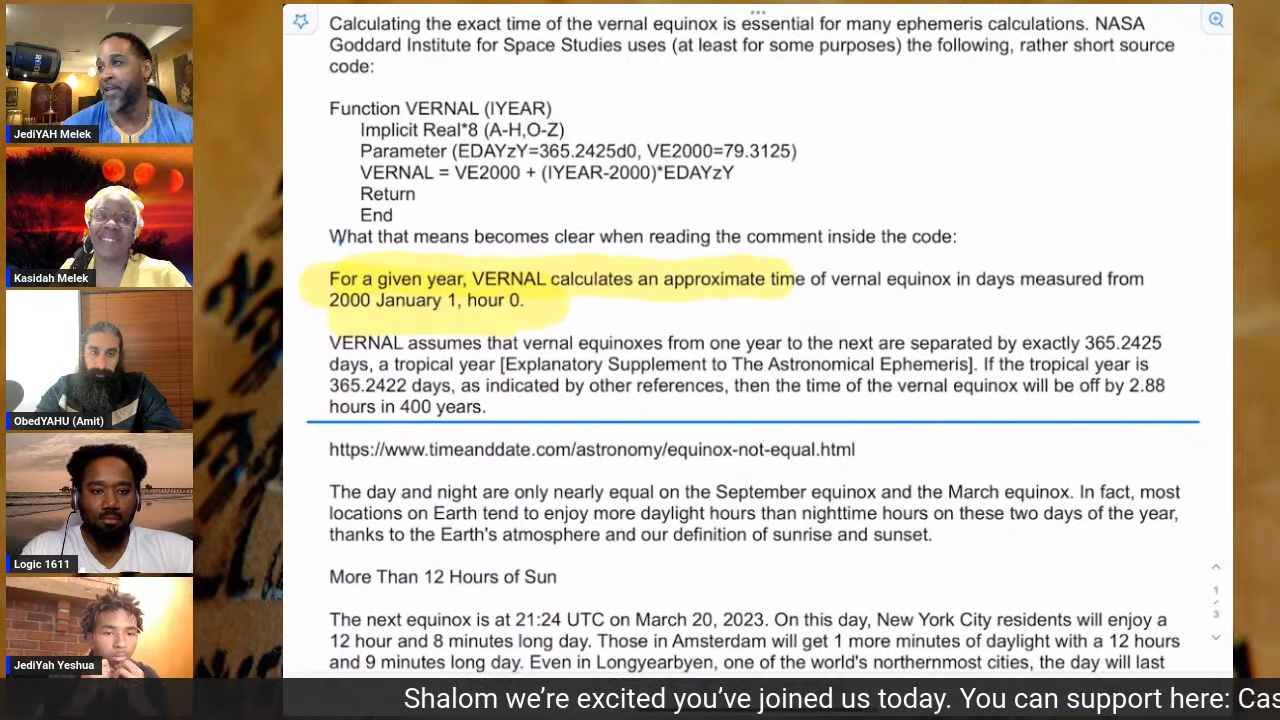 JediYAH Melek
Kasidah Melek
ObedYAHU (Amit)
Logic 1611
JediYah Yeshua
Calculating the exact time of the vernal equinox is essential for many ephemeris calculations. NASA
Goddard Institute for Space Studies uses (at least for some purposes) the following, rather short source
code:
Function VERNAL (IYEAR)
Implicit Real*8 (A-H,O-Z)
Parameter (EDAYzY=365.2425d0, VE2000=79.3125)
VERNAL = VE2000 + (IYEAR-2000)*EDAYzY
Return
End
What that means becomes clear when reading the comment inside the code:
For a given year, VERNAL calculates an approximate time of vernal equinox in days measured from
2000 January 1, hour 0.
VERNAL assumes that vernal equinoxes from one year to the next are separated by exactly 365.2425
days, a tropical year [Explanatory Supplement to The Astronomical Ephemeris]. If the tropical year is
365.2422 days, as indicated by other references, then the time of the vernal equinox will be off by 2.88
hours in 400 years.
https://www.timeanddate.com/astronomy/equinox-not-equal.html
The day and night are only nearly equal on the September equinox and the March equinox. In fact, most
locations on Earth tend to enjoy more daylight hours than nighttime hours on these two days of the year,
thanks to the Earth's atmosphere and our definition of sunrise and sunset.
More Than 12 Hours of Sun
The next equinox is at 21:24 UTC on March 20, 2023. On this day, New York City residents will enjoy a
12 hour and 8 minutes long day. Those in Amsterdam will get 1 more minutes of daylight with a 12 hours
and 9 minutes long day. Even in Longyearbyen, one of the world's northernmost cities, the day will last
1
/
3
Shalom we’re excited you’ve joined us today. You can support here: Cas